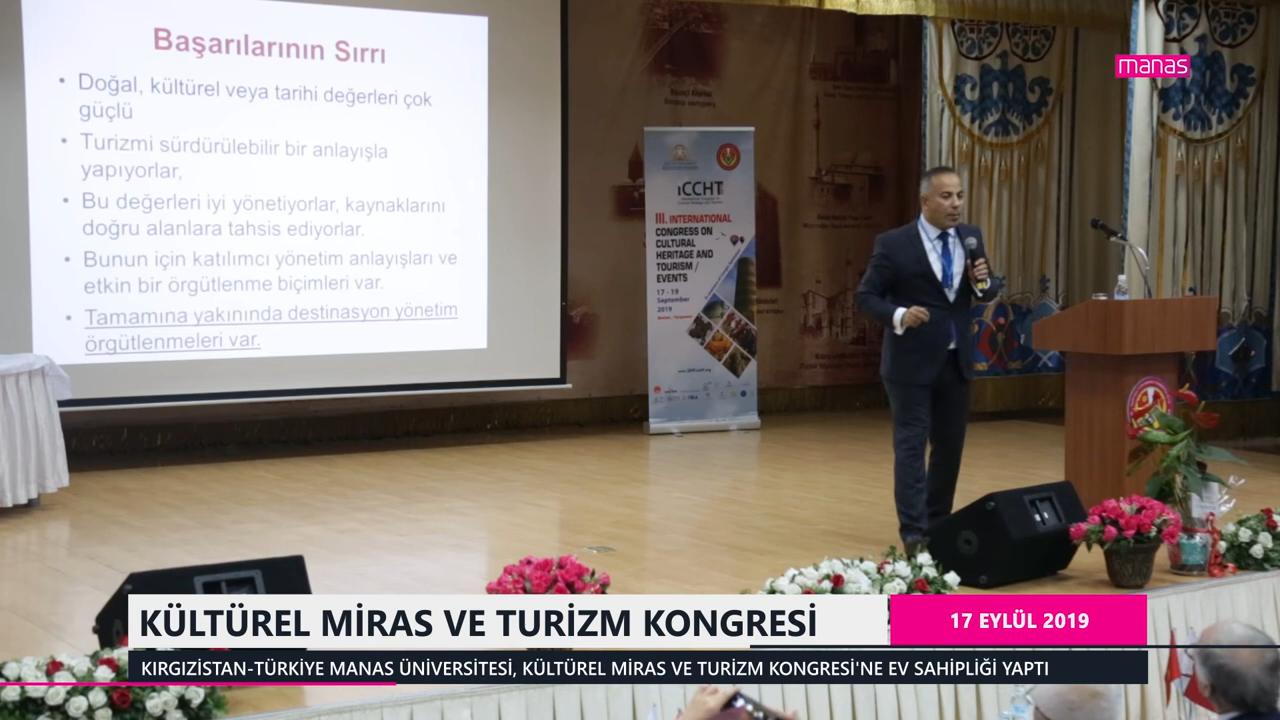 Başarılarının Sırrı
• Doğal, kültürel veya tarihi değerleri çok
güçlü
• Turizmi sürdürülebilir bir anlayışla
yapıyorlar,
• Bu değerleri iyi yönetiyorlar, kaynaklarını
doğru alanlara tahsis ediyorlar.
• Bunun için katılımcı yönetim anlayışları ve
etkin bir örgütlenme biçimleri var.
• Tamamına yakınında destinasyon yönetim
örgütlenmeleri var.
manas
iCCHT
III. INTERNATIONAL
CONGRESS ON
CULTURAL
HERITAGE AND
TOURISM /
EVENTS
17 - 19
September
2019
KÜLTÜREL MİRAS VE TURİZM KONGRESİ
17 EYLÜL 2019
KIRGIZİSTAN-TÜRKİYE MANAS ÜNİVERSİTESİ, KÜLTÜREL MİRAS VE TURİZM KONGRESİ'NE EV SAHİPLİĞİ YAPTI